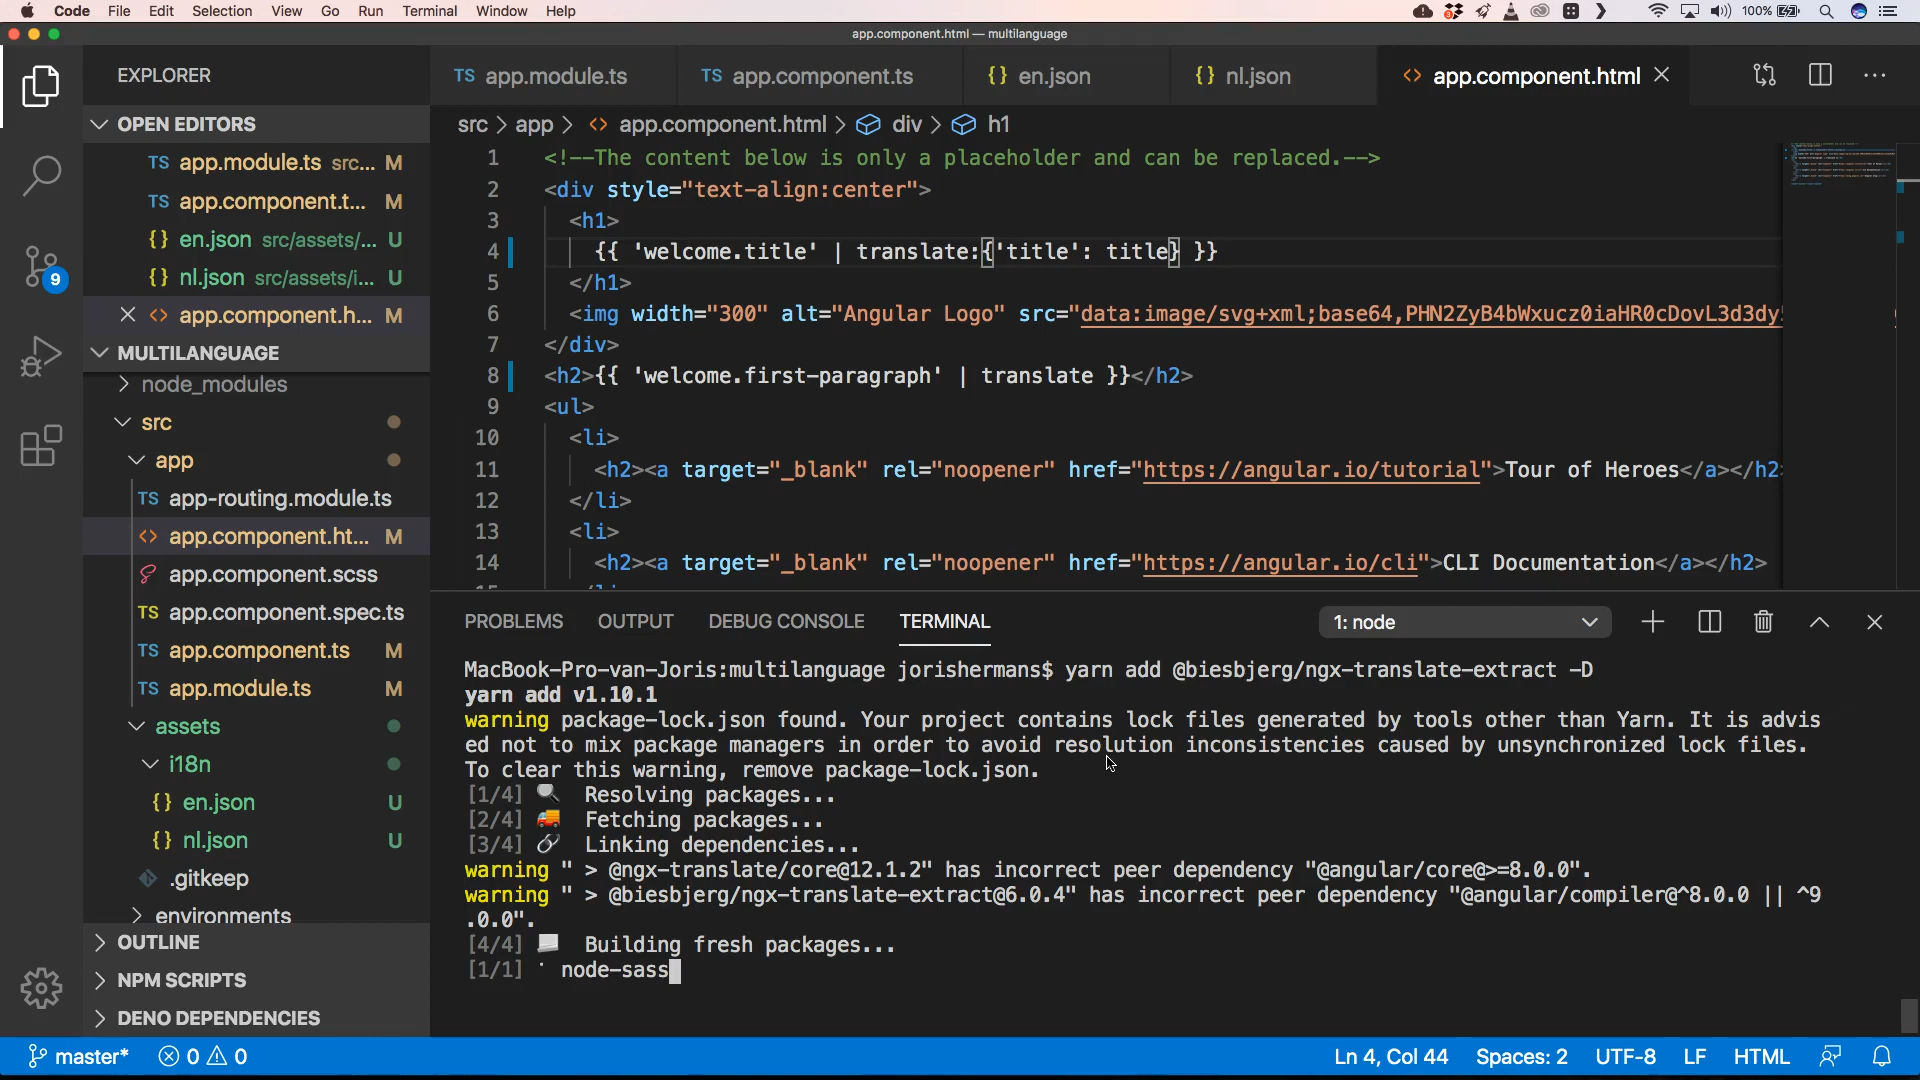 Code File Edit Selection View Go Run Terminal Window Help
100%
app.component.html — multilanguage
EXPLORER
OPEN EDITORS
TS app.module.ts src... M
TS app.component.t... M
{} en.json src/assets/... U
{} nl.json src/assets/i... U
<> app.component.h... M
9
MULTILANGUAGE
node_modules
src
app
TS app-routing.module.ts
<> app.component.ht... M
app.component.scss
TS app.component.spec.ts
TS app.component.ts M
TS app.module.ts M
assets
i18n
{} en.json U
{} nl.json U
.gitkeep
environments
OUTLINE
NPM SCRIPTS
DENO DEPENDENCIES
TS app.module.ts TS app.component.ts {} en.json {} nl.json <> app.component.html
src > app > <> app.component.html > div > h1
1 <!--The content below is only a placeholder and can be replaced.-->
2 <div style="text-align:center">
3 <h1>
4 {{ 'welcome.title' | translate:{'title': title} }}
5 </h1>
6 <img width="300" alt="Angular Logo" src="data:image/svg+xml;base64,PHN2ZyB4bWxucz0iaHR0cDovL3d3dy5
7 </div>
8 <h2>{{ 'welcome.first-paragraph' | translate }}</h2>
9 <ul>
10 <li>
11 <h2><a target="_blank" rel="noopener" href="https://angular.io/tutorial">Tour of Heroes</a></h2>
12 </li>
13 <li>
14 <h2><a target="_blank" rel="noopener" href="https://angular.io/cli">CLI Documentation</a></h2>
PROBLEMS OUTPUT DEBUG CONSOLE TERMINAL 1: node
MacBook-Pro-van-Joris:multilanguage jorishermans$ yarn add @biesbjerg/ngx-translate-extract -D
yarn add v1.10.1
warning package-lock.json found. Your project contains lock files generated by tools other than Yarn. It is advis
ed not to mix package managers in order to avoid resolution inconsistencies caused by unsynchronized lock files.
To clear this warning, remove package-lock.json.
[1/4] 🔍 Resolving packages...
[2/4] 🚚 Fetching packages...
[3/4] 🔗 Linking dependencies...
warning " > @ngx-translate/core@12.1.2" has incorrect peer dependency "@angular/core@>=8.0.0".
warning " > @biesbjerg/ngx-translate-extract@6.0.4" has incorrect peer dependency "@angular/compiler@^8.0.0 || ^9
.0.0".
[4/4] 📃 Building fresh packages...
[1/1] node-sass
master* 0 0 Ln 4, Col 44 Spaces: 2 UTF-8 LF HTML